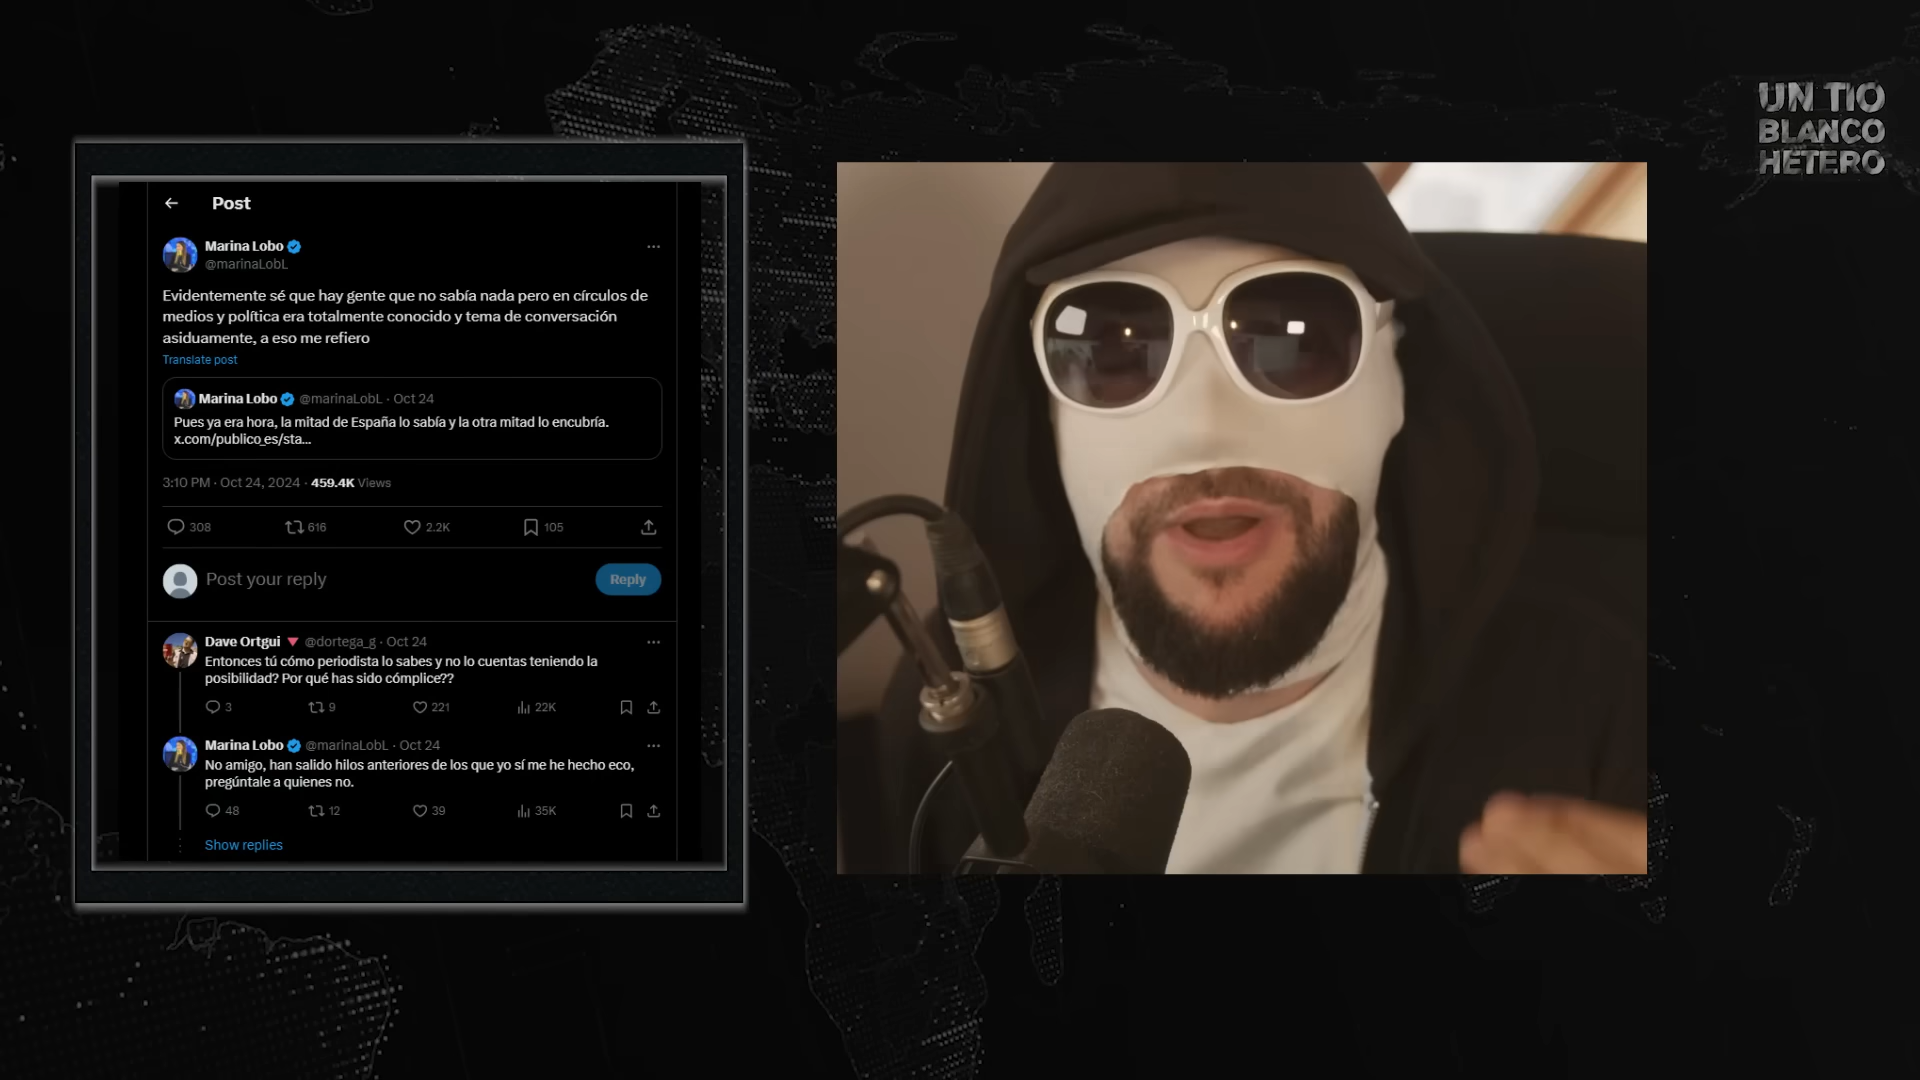 UN TIO
BLANCO
HETERO
Post
Marina Lobo
@marinaLobL
Evidentemente sé que hay gente que no sabía nada pero en círculos de
medios y política era totalmente conocido y tema de conversación
asiduamente, a eso me refiero
Translate post
Marina Lobo @marinaLobL · Oct 24
Pues ya era hora, la mitad de España lo sabía y la otra mitad lo encubría.
x.com/publico_es/sta...
3:10 PM · Oct 24, 2024 · 459.4K Views
308 616 2.2K 105
Post your reply
Reply
Dave Ortgui @dortega_g · Oct 24
Entonces tú cómo periodista lo sabes y no lo cuentas teniendo la
posibilidad? Por qué has sido cómplice??
3 9 221 22K
Marina Lobo @marinaLobL · Oct 24
No amigo, han salido hilos anteriores de los que yo sí me he hecho eco,
pregúntale a quienes no.
48 12 39 35K
Show replies